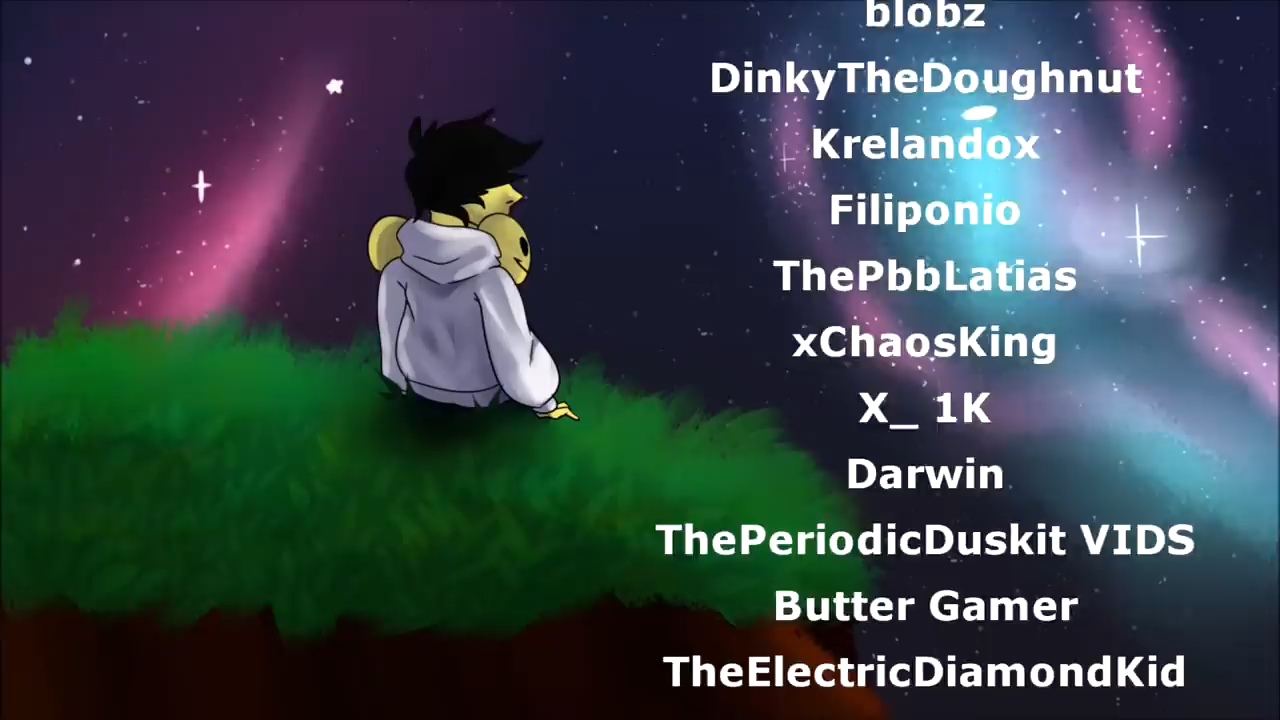 blobz
DinkyTheDoughnut
Krelandox
Filiponio
ThePbbLatias
xChaosKing
X_ 1K
Darwin
ThePeriodicDuskit VIDS
Butter Gamer
TheElectricDiamondKid